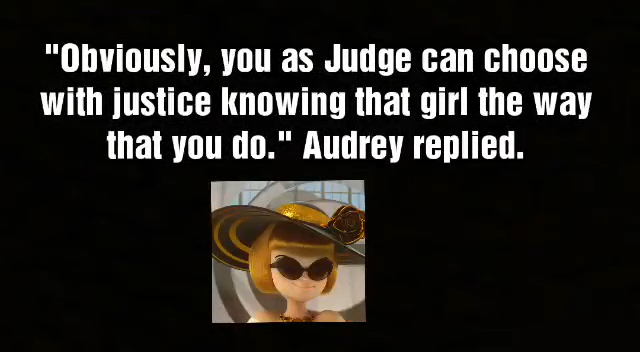 "Obviously, you as Judge can choose
with justice knowing that girl the way
that you do." Audrey replied.